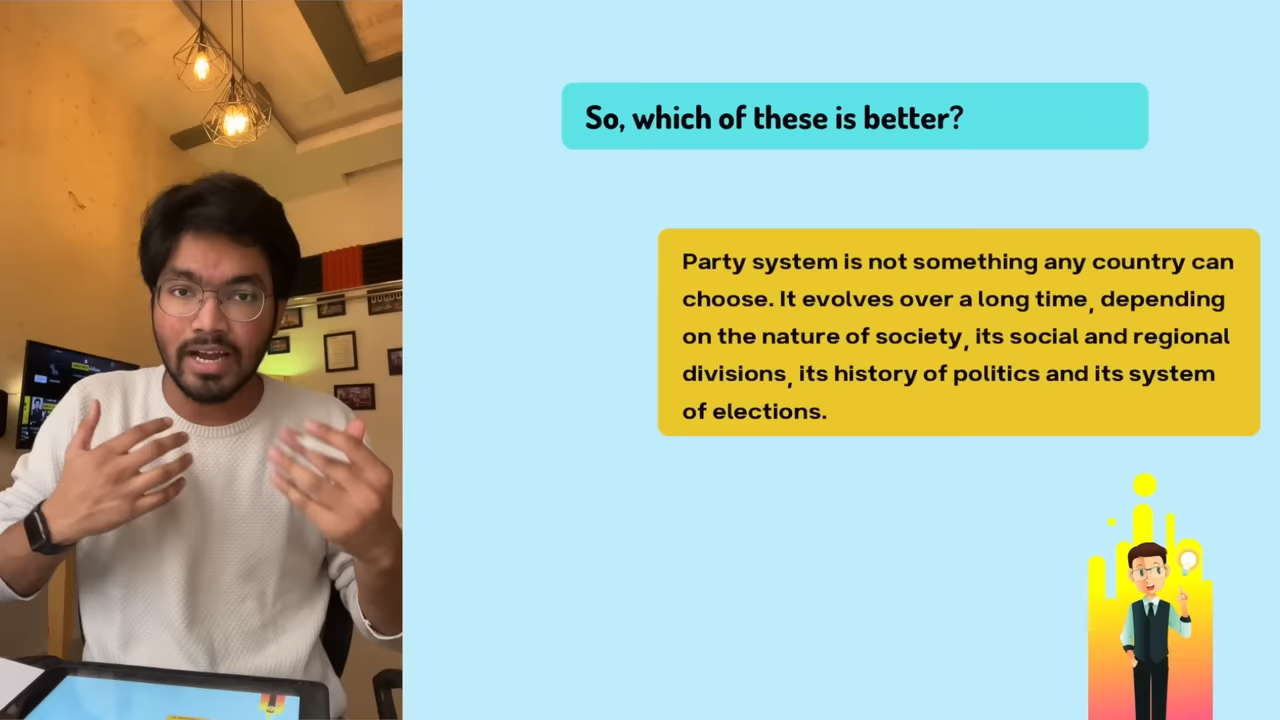 So, which of these is better?
Party system is not something any country can
choose. It evolves over a long time, depending
on the nature of society, its social and regional
divisions, its history of politics and its system
of elections.